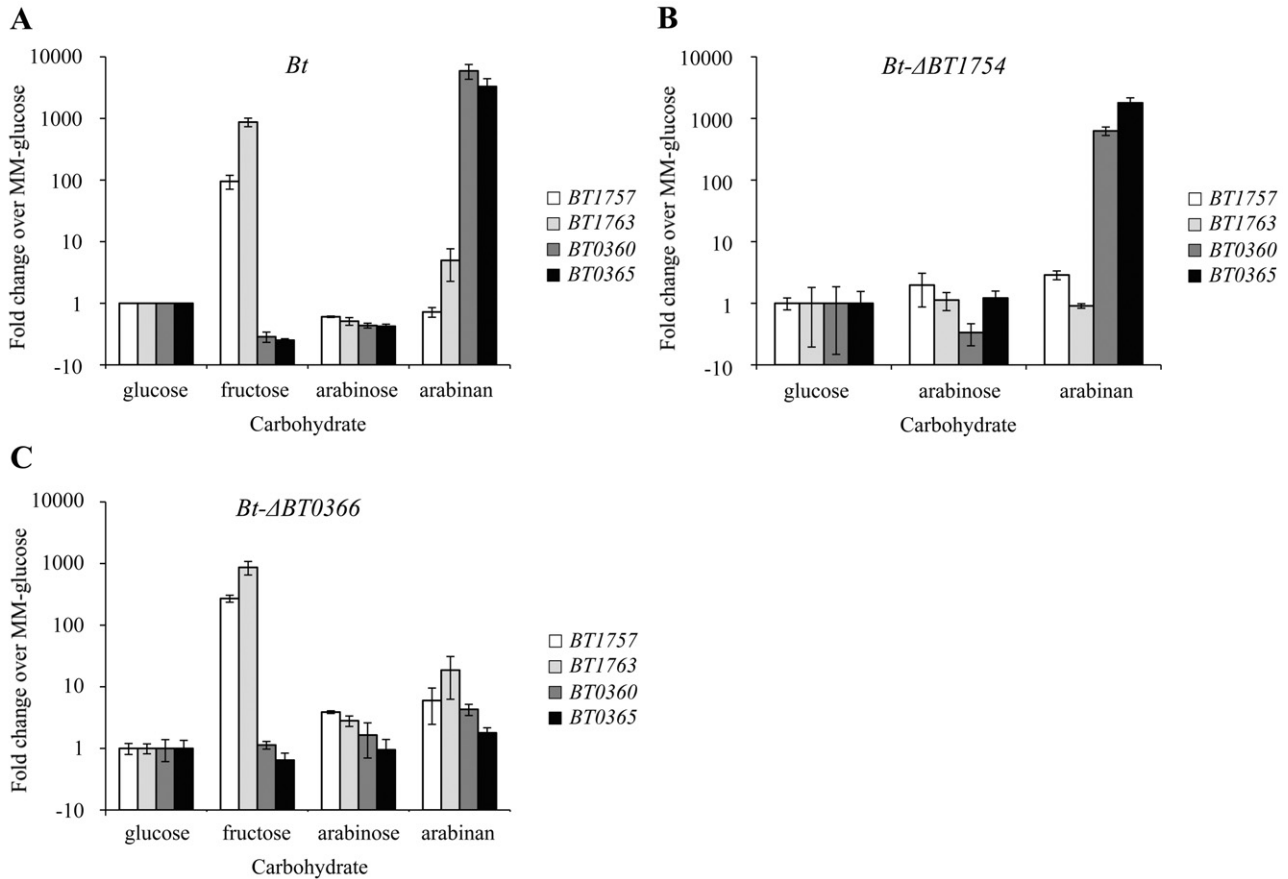 A
Bt
Fold change over MM-glucose
10000
1000
100
10
1
-10
glucose fructose arabinose arabinan
Carbohydrate
BT1757
BT1763
BT0360
BT0365
B
Bt-ΔBT1754
Fold change over MM-glucose
10000
1000
100
10
1
-10
glucose arabinose arabinan
Carbohydrate
BT1757
BT1763
BT0360
BT0365
C
Bt-ΔBT0366
Fold change over MM-glucose
10000
1000
100
10
1
-10
glucose fructose arabinose arabinan
Carbohydrate
BT1757
BT1763
BT0360
BT0365